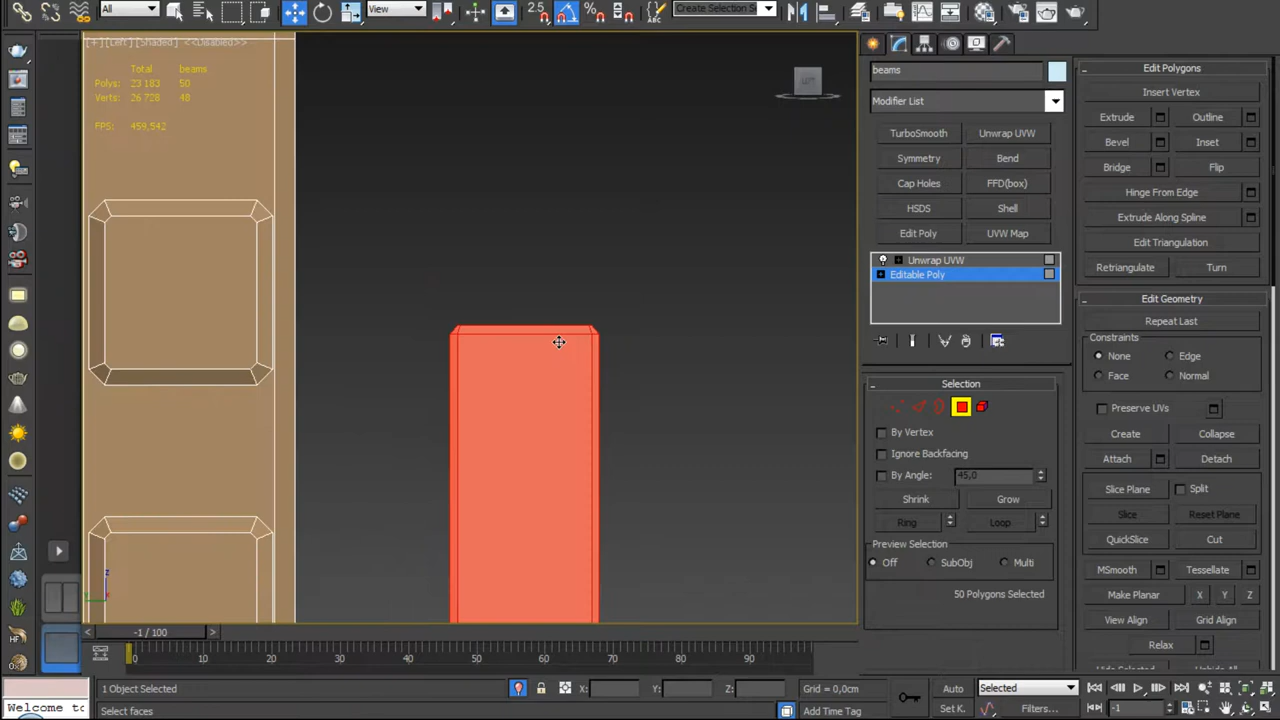 All
View
2.5
Create Selection Se
[+][Left][Shaded] <<Disabled>>
Total beams
Polys: 23 183 50
Verts: 26 728 48
FPS: 459,542
beams
Modifier List
TurboSmooth Unwrap UVW
Symmetry Bend
Cap Holes FFD(box)
HSDS Shell
Edit Poly UVW Map
Unwrap UVW
Editable Poly
Selection
By Vertex
Ignore Backfacing
By Angle: 45,0
Shrink Grow
Ring Loop
Preview Selection
Off SubObj Multi
50 Polygons Selected
Edit Polygons
Insert Vertex
Extrude Outline
Bevel Inset
Bridge Flip
Hinge From Edge
Extrude Along Spline
Edit Triangulation
Retriangulate Turn
Edit Geometry
Repeat Last
Constraints
None Edge
Face Normal
Preserve UVs
Create Collapse
Attach Detach
Slice Plane Split
Slice Reset Plane
QuickSlice Cut
MSmooth Tessellate
Make Planar X Y Z
View Align Grid Align
Relax
z
HF
< -1 / 100 >
0 10 20 30 40 50 60 70 80 90
1 Object Selected X: Y: Z: Grid = 0,0cm Auto Selected
Welcome to Select faces Add Time Tag Set K. Filters... -1